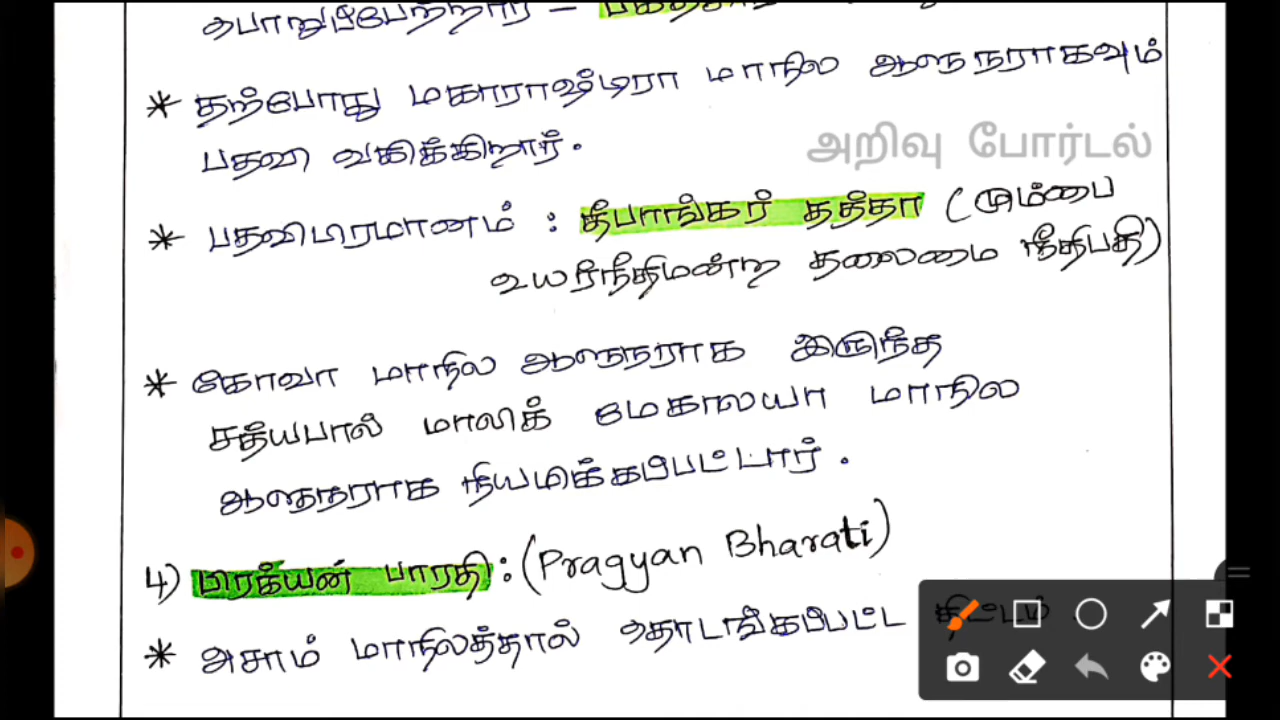 பொறுப்பேற்றார் –
* தற்போது மகாராஷ்டிரா மாநில ஆளுநராகவும்
பதவி வகிக்கிறார்.
அறிவு போர்டல்
* பதவிபிரமாணம் : தீபாங்கர் தத்தா (மும்பை
உயர்நீதிமன்ற தலைமை நீதிபதி)
* கோவா மாநில ஆளுநராக இருந்த
சத்யபால் மாலிக் மேகாலயா மாநில
ஆளுநராக நியமிக்கப்பட்டார்.
4) பிரக்யன் பாரதி : (Pragyan Bharati)
* அசாம் மாநிலத்தால் தொடங்கப்பட்ட திட்டம்